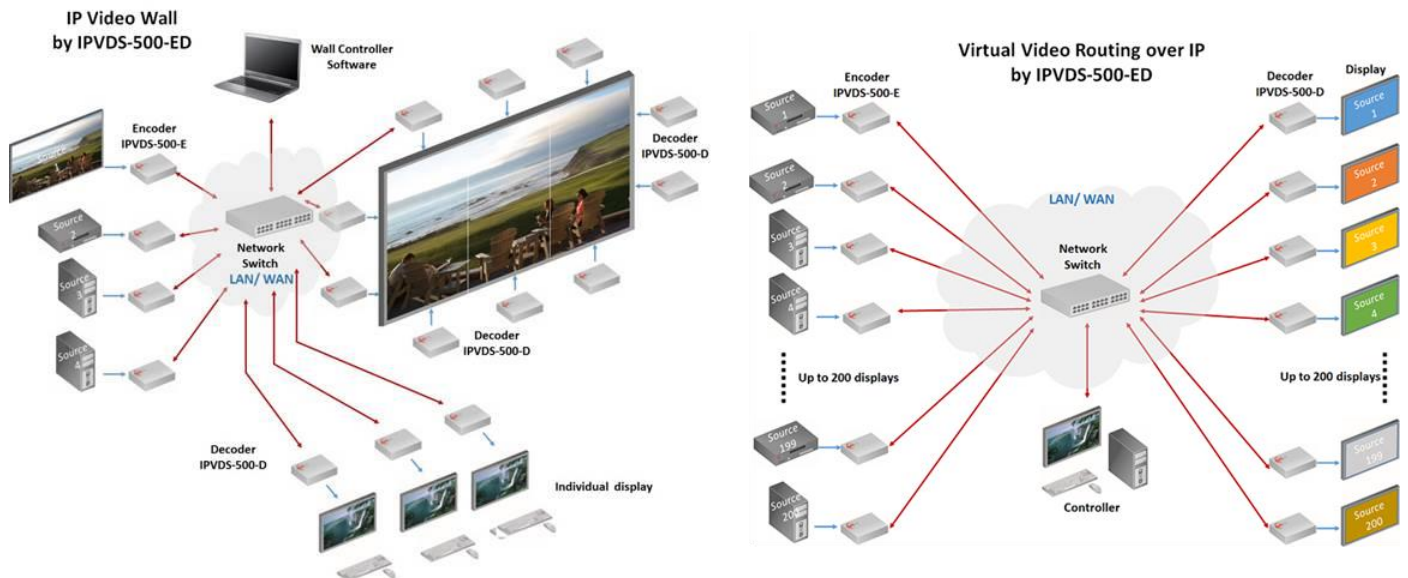 IP Video Wall
by IPVDS-500-ED
Wall Controller
Software
Encoder
IPVDS-500-E
Source
1
Source
2
Source
3
Source
4
Network
Switch
LAN/ WAN
Decoder
IPVDS-500-D
Decoder
IPVDS-500-D
Decoder
IPVDS-500-D
Individual display
Virtual Video Routing over IP
by IPVDS-500-ED
Encoder
IPVDS-500-E
Decoder
IPVDS-500-D
Display
Source
1
Source
2
Source
3
Source
4
Up to 200 displays
Source
199
Source
200
LAN/ WAN
Network
Switch
Controller
Source
1
Source
2
Source
3
Source
4
Up to 200 displays
Source
199
Source
200